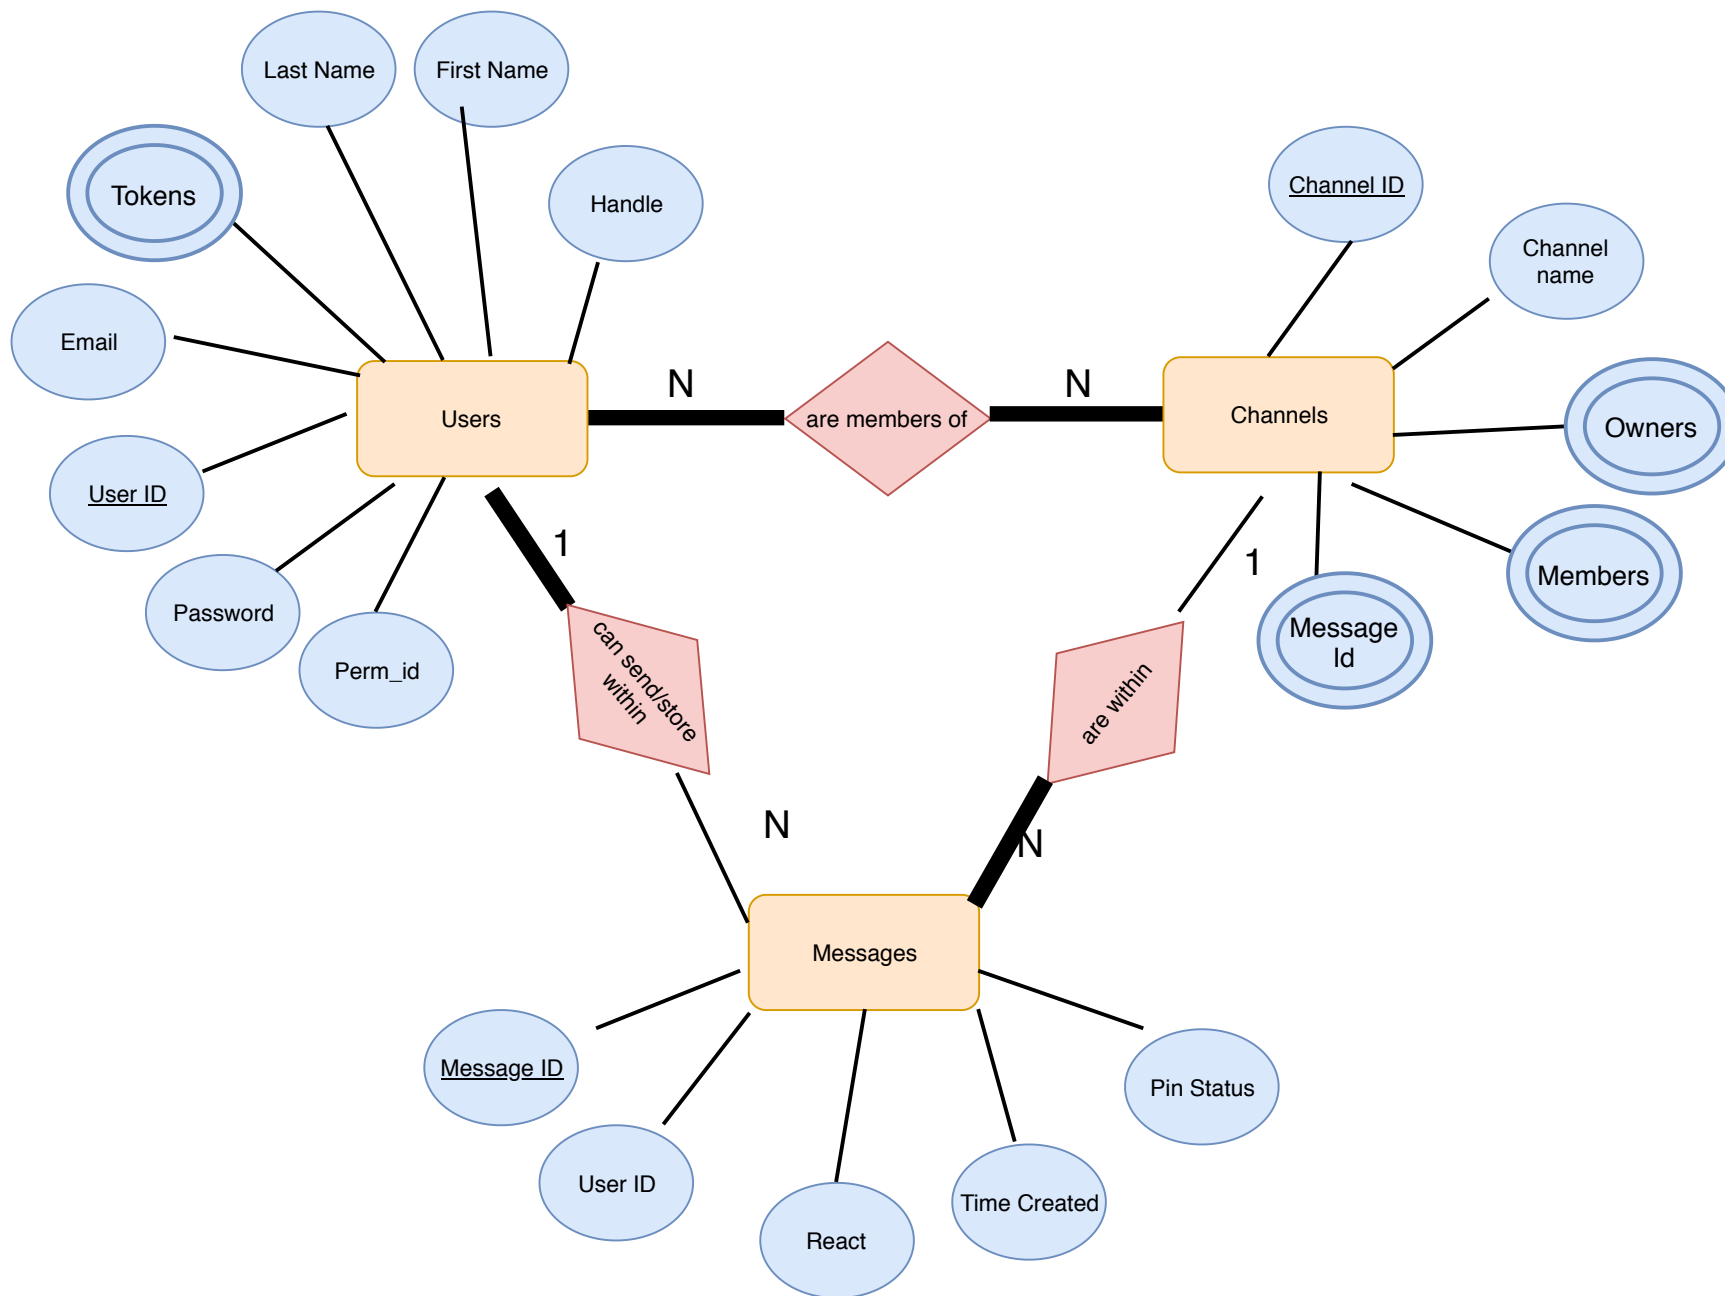 Last Name
First Name
Tokens
Handle
Channel ID
Channel
name
Email
Users
N
are members of
N
Channels
Owners
User ID
1
1
Members
Password
Perm_id
can send/store
within
are within
Message
Id
N
N
Messages
Message ID
User ID
React
Time Created
Pin Status